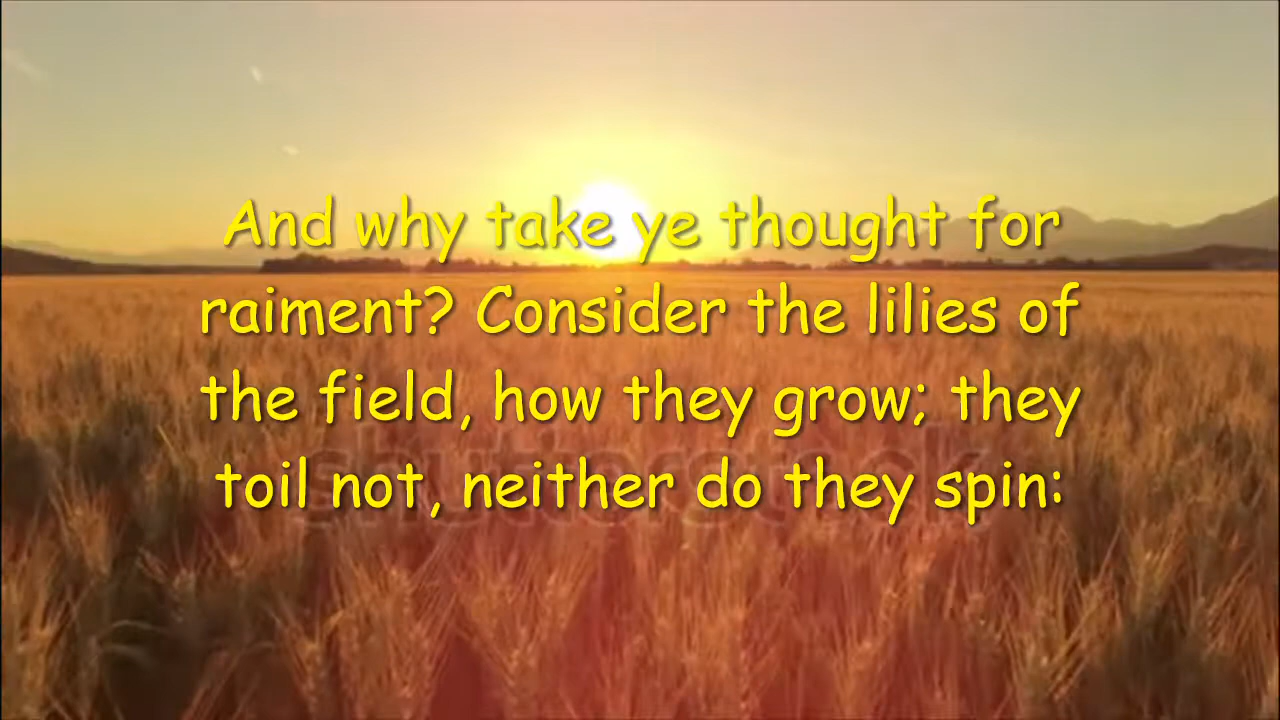 And why take ye thought for
raiment? Consider the lilies of
the field, how they grow; they
toil not, neither do they spin:
shutterstock